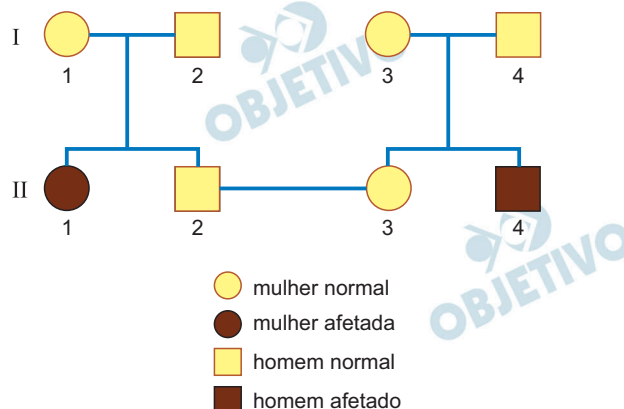 I
1 2 3 4
OBJETIVO
II
1 2 3 4
OBJETIVO
mulher normal
mulher afetada
homem normal
homem afetado